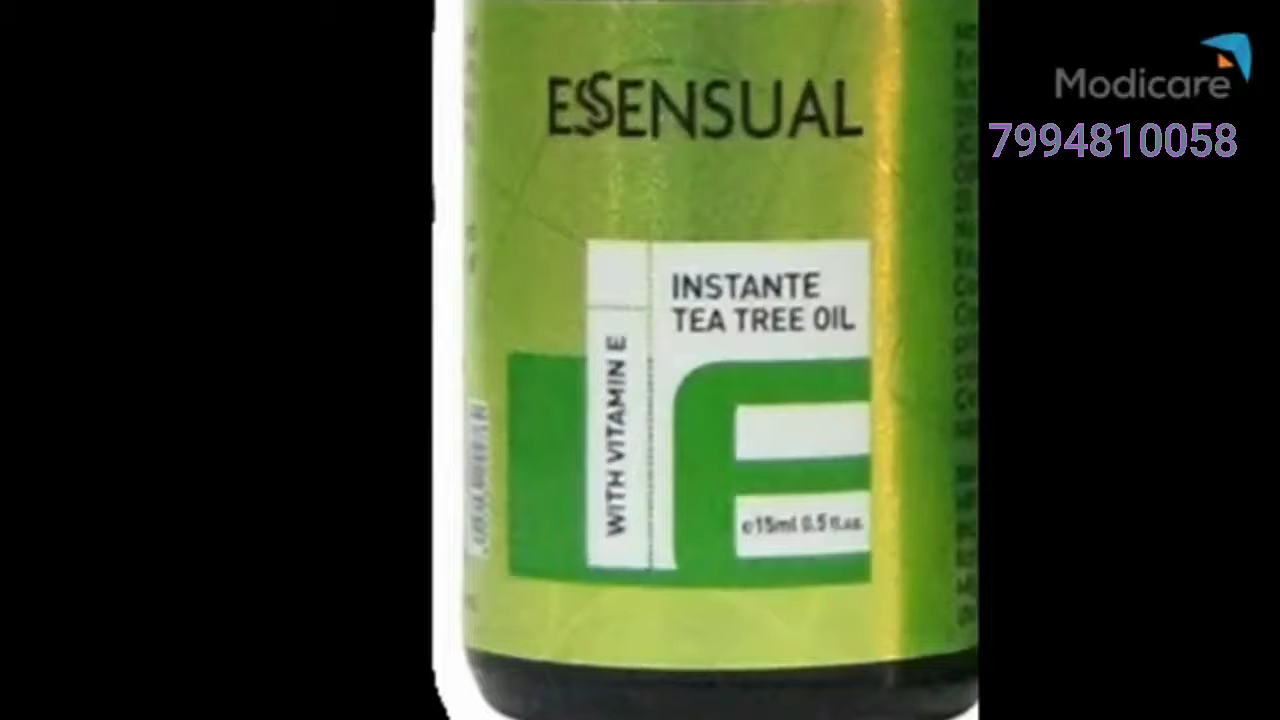 ESSENSUAL
INSTANTE
TEA TREE OIL
WITH VITAMIN E
e15ml 0.5 fl.oz.
Modicare
7994810058